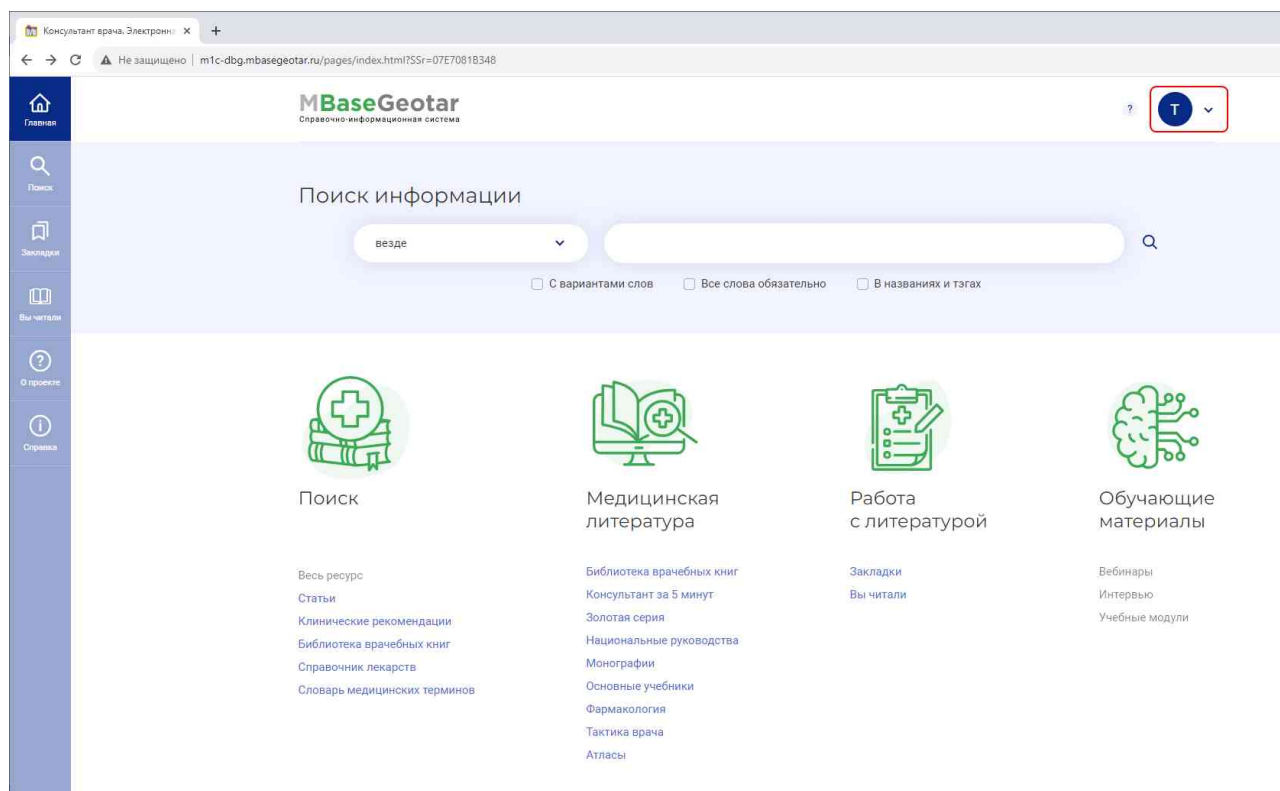 Консультант врача. Электронна
Не защищено | m1c-dbg.mbasegeotar.ru/pages/index.html?SSr=07E70818348
Главная
Поиск
Закладки
Вы читали
О проекте
Справка
MBaseGeotar
Справочно-информационная система
?
T
Поиск информации
везде
С вариантами слов
Все слова обязательно
В названиях и тэгах
Поиск
Весь ресурс
Статьи
Клинические рекомендации
Библиотека врачебных книг
Справочник лекарств
Словарь медицинских терминов
Медицинская
литература
Библиотека врачебных книг
Консультант за 5 минут
Золотая серия
Национальные руководства
Монографии
Основные учебники
Фармакология
Тактика врача
Атласы
Работа
с литературой
Закладки
Вы читали
Обучающие
материалы
Вебинары
Интервью
Учебные модули